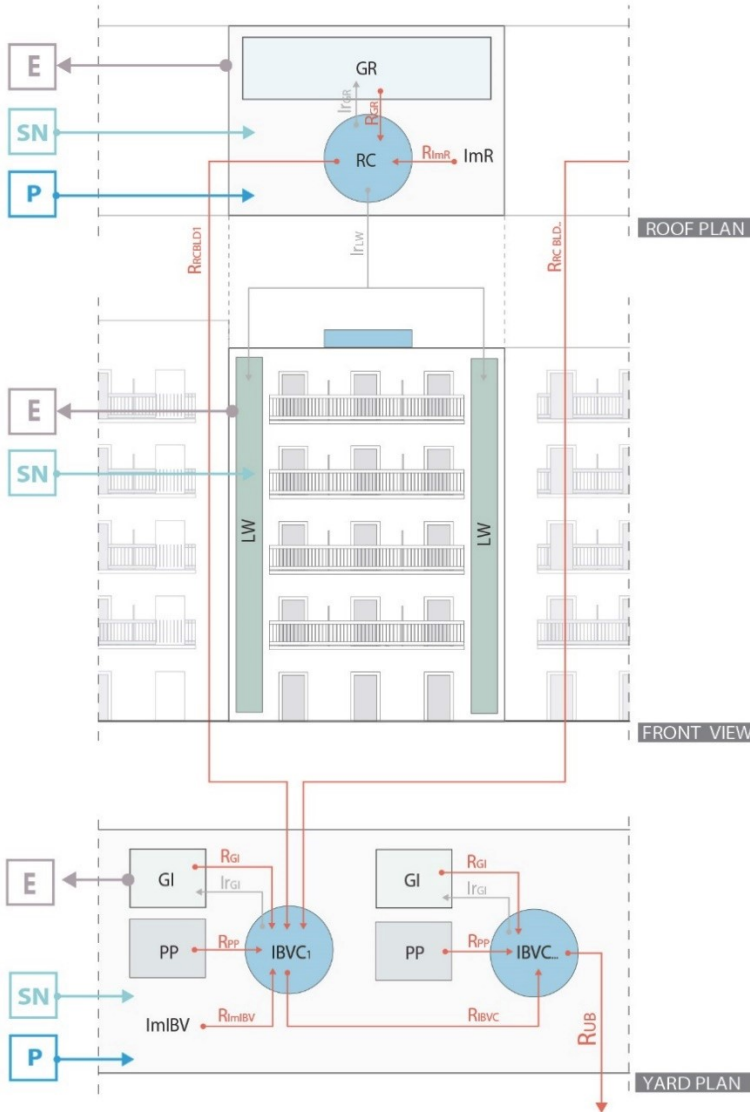 E
GR
IrGR
RGR
SN
RC
RImR
ImR
P
ROOF PLAN
RRCBLD1
IrLW
RRC BLD...
E
SN
LW
LW
FRONT VIEW
E
GI
RGI
IrGI
GI
RGI
IrGI
PP
RPP
IBVC1
PP
RPP
IBVC...
SN
ImIBV
RImIBV
RIBVC
RUB
P
YARD PLAN